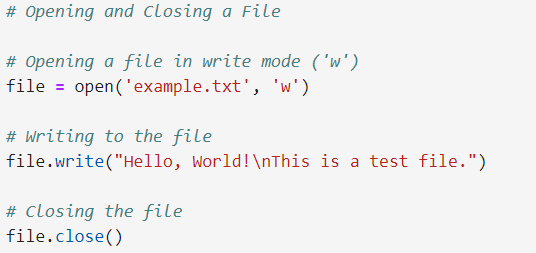 # Opening and Closing a File
# Opening a file in write mode ('w')
file = open('example.txt', 'w')
# Writing to the file
file.write("Hello, World!\nThis is a test file.")
# Closing the file
file.close()